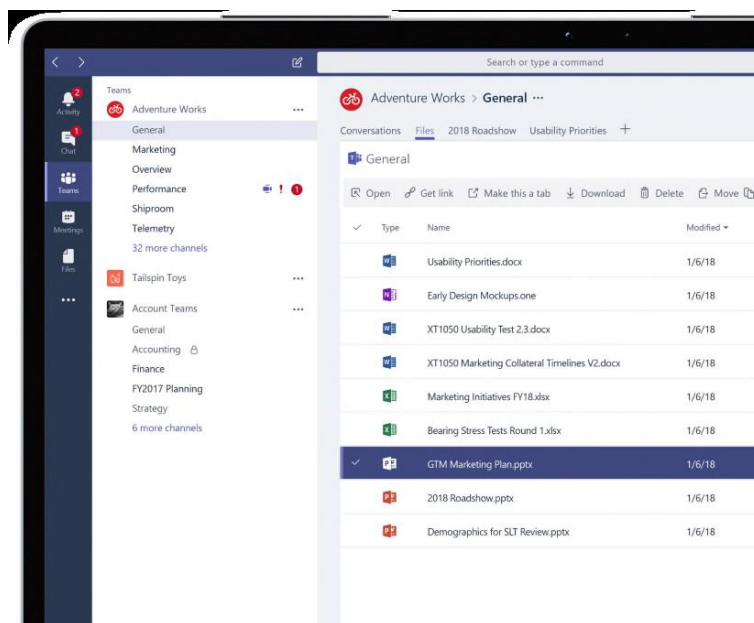 Search or type a command
2
Activity
1
Chat
Teams
Meetings
Files
Teams
Adventure Works
General
Marketing
Overview
Performance ! 1
Shiproom
Telemetry
32 more channels
Tailspin Toys
Account Teams
General
Accounting
Finance
FY2017 Planning
Strategy
6 more channels
Adventure Works > General ...
Conversations Files 2018 Roadshow Usability Priorities +
General
Open Get link Make this a tab Download Delete Move
Type Name Modified
Usability Priorities.docx 1/6/18
Early Design Mockups.one 1/6/18
XT1050 Usability Test 2.3.docx 1/6/18
XT1050 Marketing Collateral Timelines V2.docx 1/6/18
Marketing Initiatives FY18.xlsx 1/6/18
Bearing Stress Tests Round 1.xlsx 1/6/18
GTM Marketing Plan.pptx 1/6/18
2018 Roadshow.pptx 1/6/18
Demographics for SLT Review.pptx 1/6/18